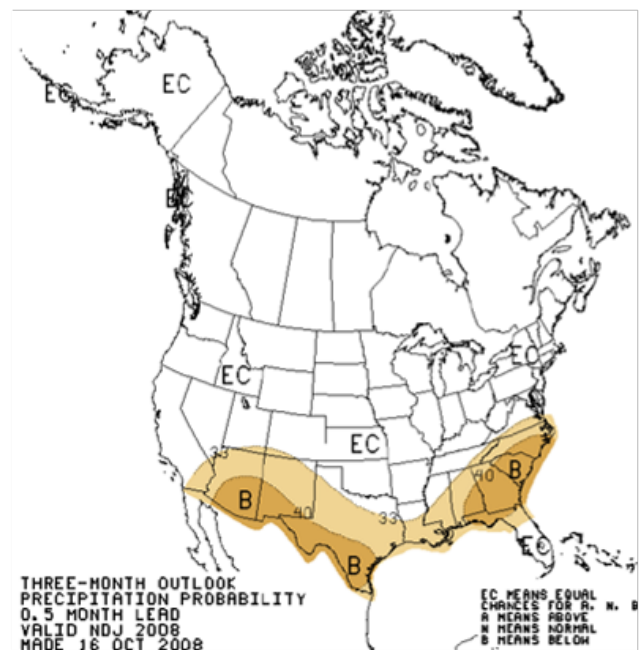 EC
EC
EC
EC
EC
EC
33
B
40
33
40
B
B
THREE-MONTH OUTLOOK
PRECIPITATION PROBABILITY
0.5 MONTH LEAD
VALID NDJ 2008
MADE 16 OCT 2008
EC MEANS EQUAL
CHANCES FOR A, N, B
A MEANS ABOVE
N MEANS NORMAL
B MEANS BELOW